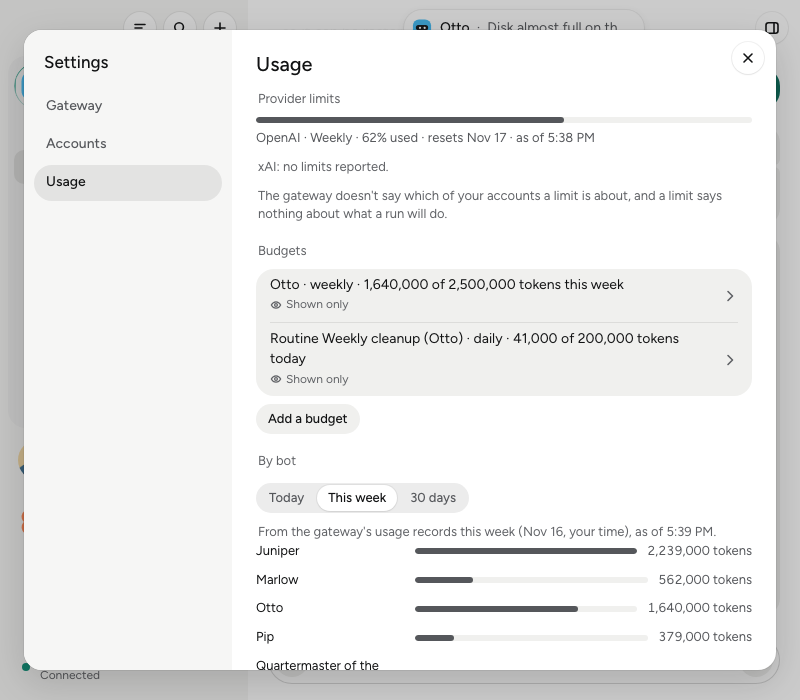 Otto · Disk almost full on th
Settings
Gateway
Accounts
Usage
Usage
Provider limits
OpenAI · Weekly · 62% used · resets Nov 17 · as of 5:38 PM
xAI: no limits reported.
The gateway doesn't say which of your accounts a limit is about, and a limit says
nothing about what a run will do.
Budgets
Otto · weekly · 1,640,000 of 2,500,000 tokens this week
Shown only
Routine Weekly cleanup (Otto) · daily · 41,000 of 200,000 tokens
today
Shown only
Add a budget
By bot
Today This week 30 days
From the gateway's usage records this week (Nov 16, your time), as of 5:39 PM.
Juniper 2,239,000 tokens
Marlow 562,000 tokens
Otto 1,640,000 tokens
Pip 379,000 tokens
Quartermaster of the
Connected